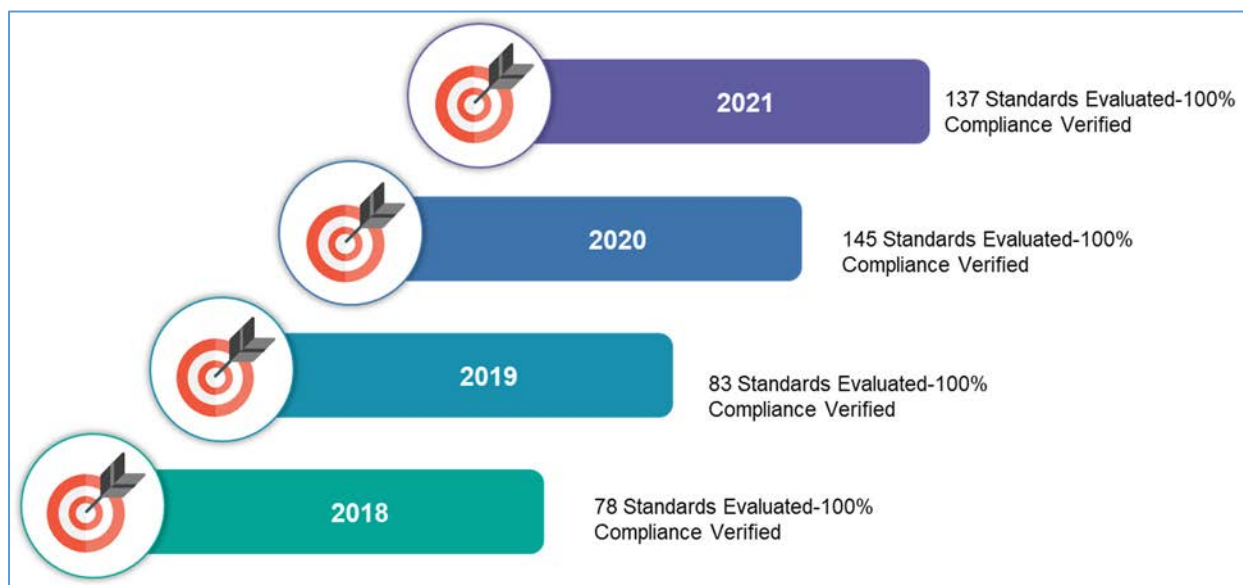 2021
137 Standards Evaluated-100%
Compliance Verified
2020
145 Standards Evaluated-100%
Compliance Verified
2019
83 Standards Evaluated-100%
Compliance Verified
2018
78 Standards Evaluated-100%
Compliance Verified